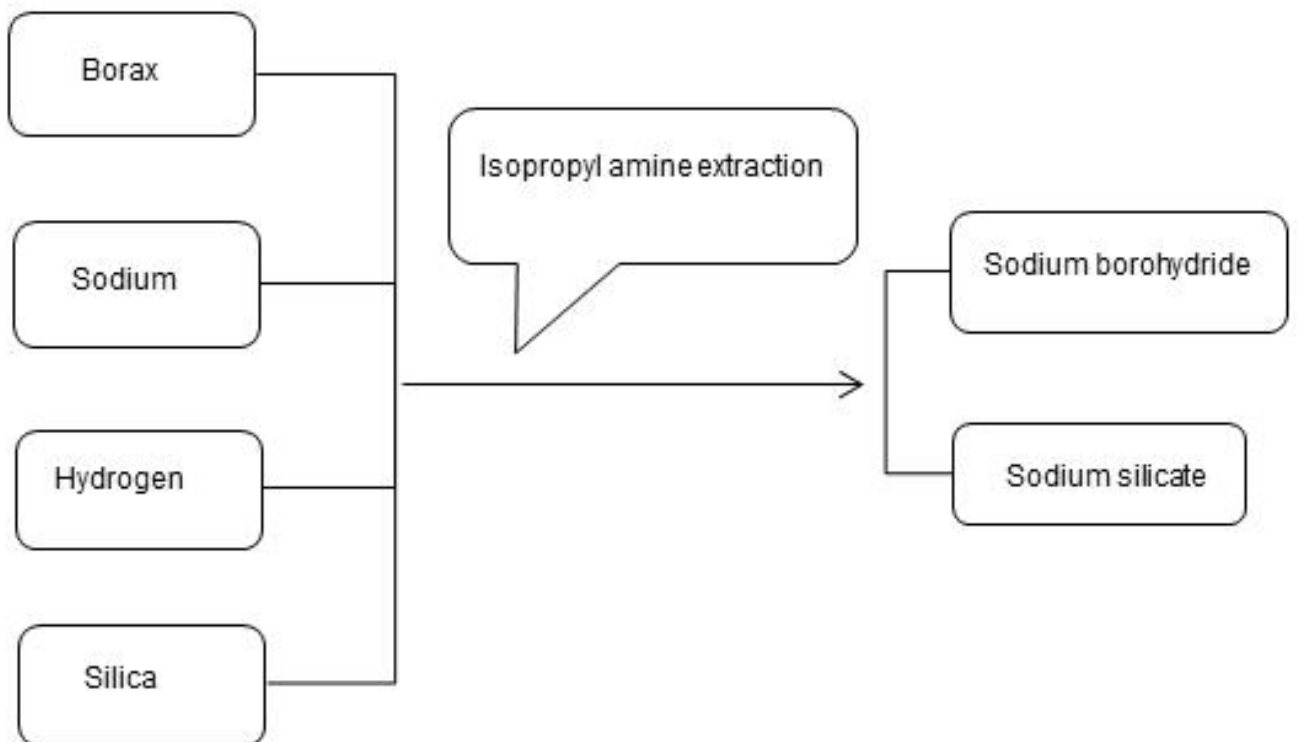 Borax
Sodium
Hydrogen
Silica
Isopropyl amine extraction
Sodium borohydride
Sodium silicate